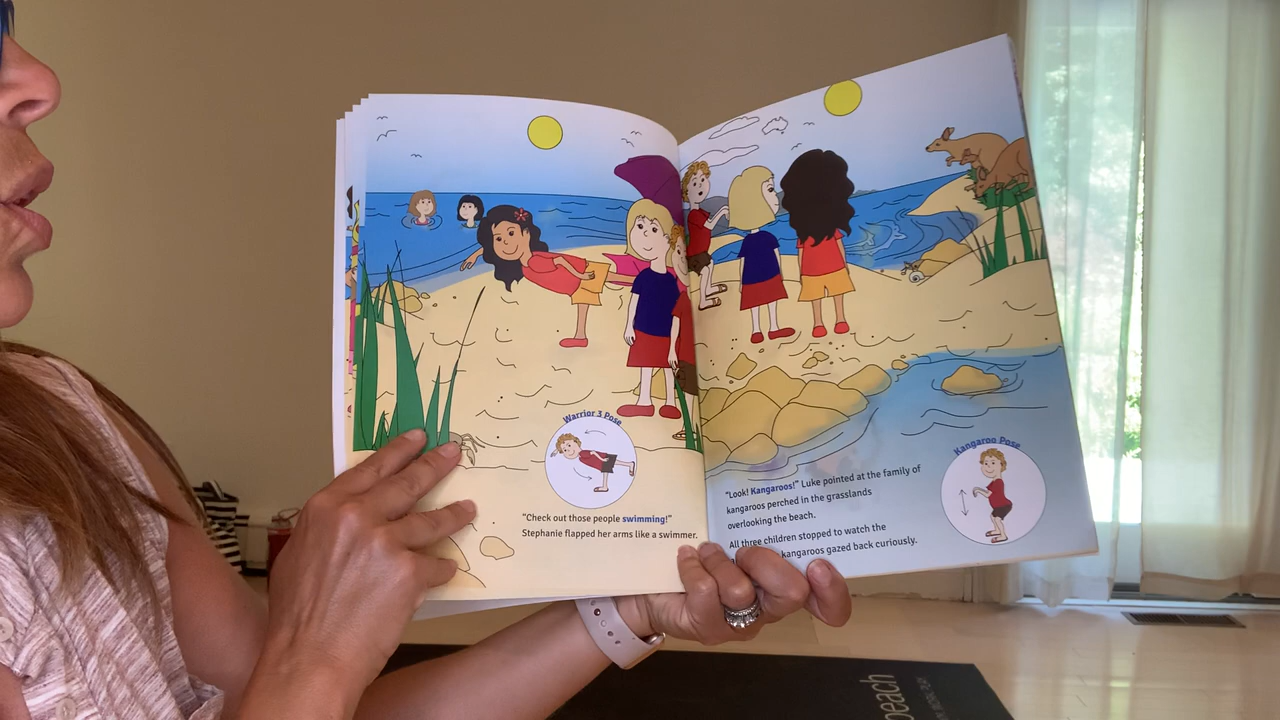 Warrior 3 Pose
"Check out those people swimming!"
Stephanie flapped her arms like a swimmer.
Kangaroo Pose
"Look! Kangaroos!" Luke pointed at the family of
kangaroos perched in the grasslands
overlooking the beach.
All three children stopped to watch the
kangaroos gazed back curiously.
beach